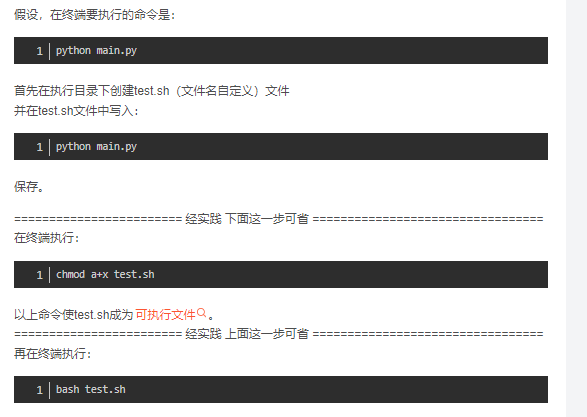 假设，在终端要执行的命令是：
1 python main.py
首先在执行目录下创建test.sh（文件名自定义）文件
并在test.sh文件中写入：
1 python main.py
保存。
======================== 经实践 下面这一步可省 =================================
在终端执行：
1 chmod a+x test.sh
以上命令使test.sh成为可执行文件。
======================== 经实践 上面这一步可省 =================================
再在终端执行：
1 bash test.sh